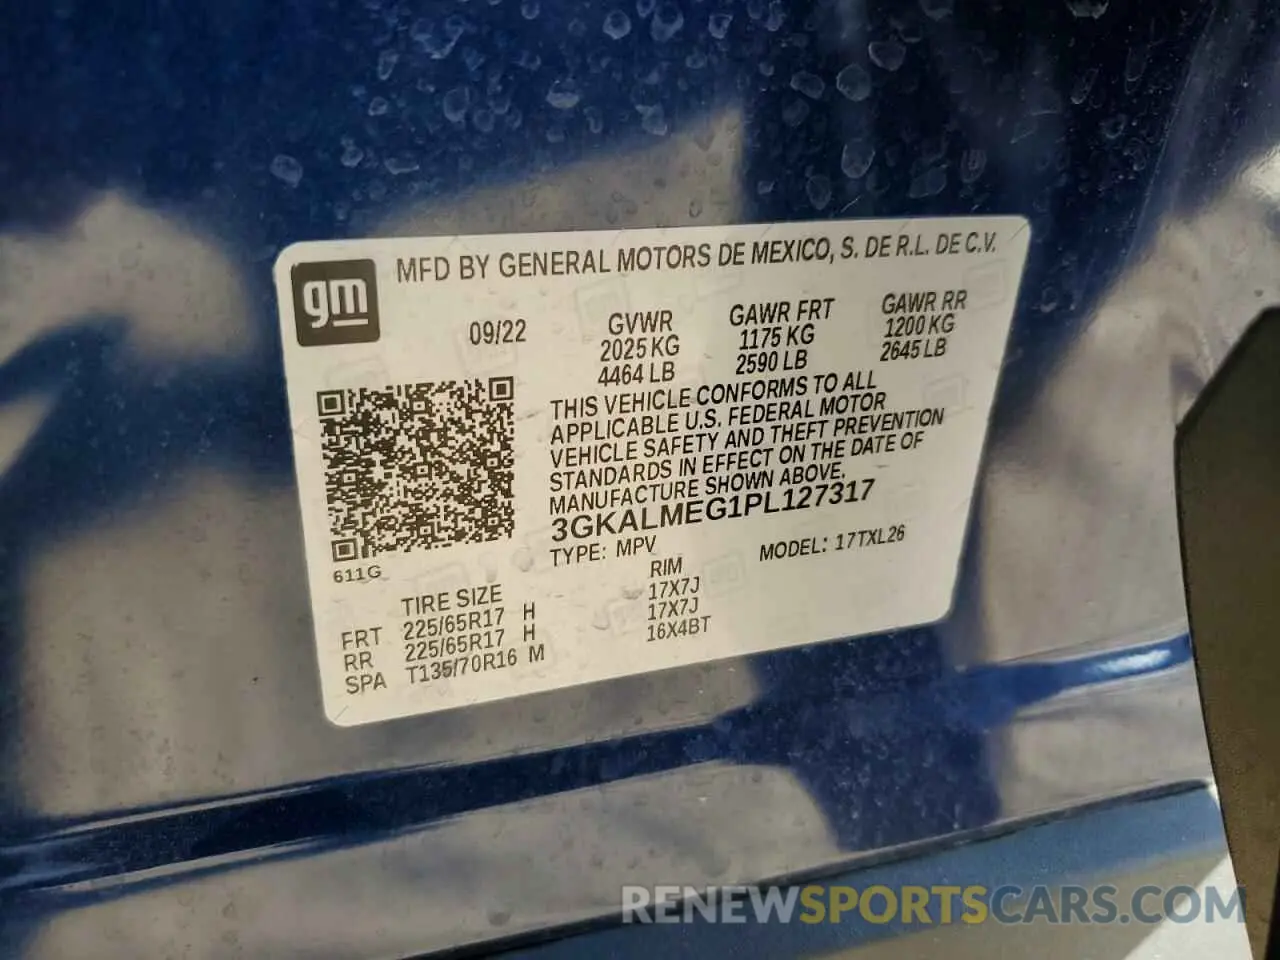 gm
MFD BY GENERAL MOTORS DE MEXICO, S. DE R.L. DE C.V.
09/22
GVWR
2025 KG
4464 LB
GAWR FRT
1175 KG
2590 LB
GAWR RR
1200 KG
2645 LB
THIS VEHICLE CONFORMS TO ALL
APPLICABLE U.S. FEDERAL MOTOR
VEHICLE SAFETY AND THEFT PREVENTION
STANDARDS IN EFFECT ON THE DATE OF
MANUFACTURE SHOWN ABOVE.
3GKALMEG1PL127317
TYPE: MPV
MODEL: 17TXL26
611G
TIRE SIZE RIM
FRT 225/65R17 H 17X7J
RR 225/65R17 H 17X7J
SPA T135/70R16 M 16X4BT
RENEWSPORTSCARS.COM